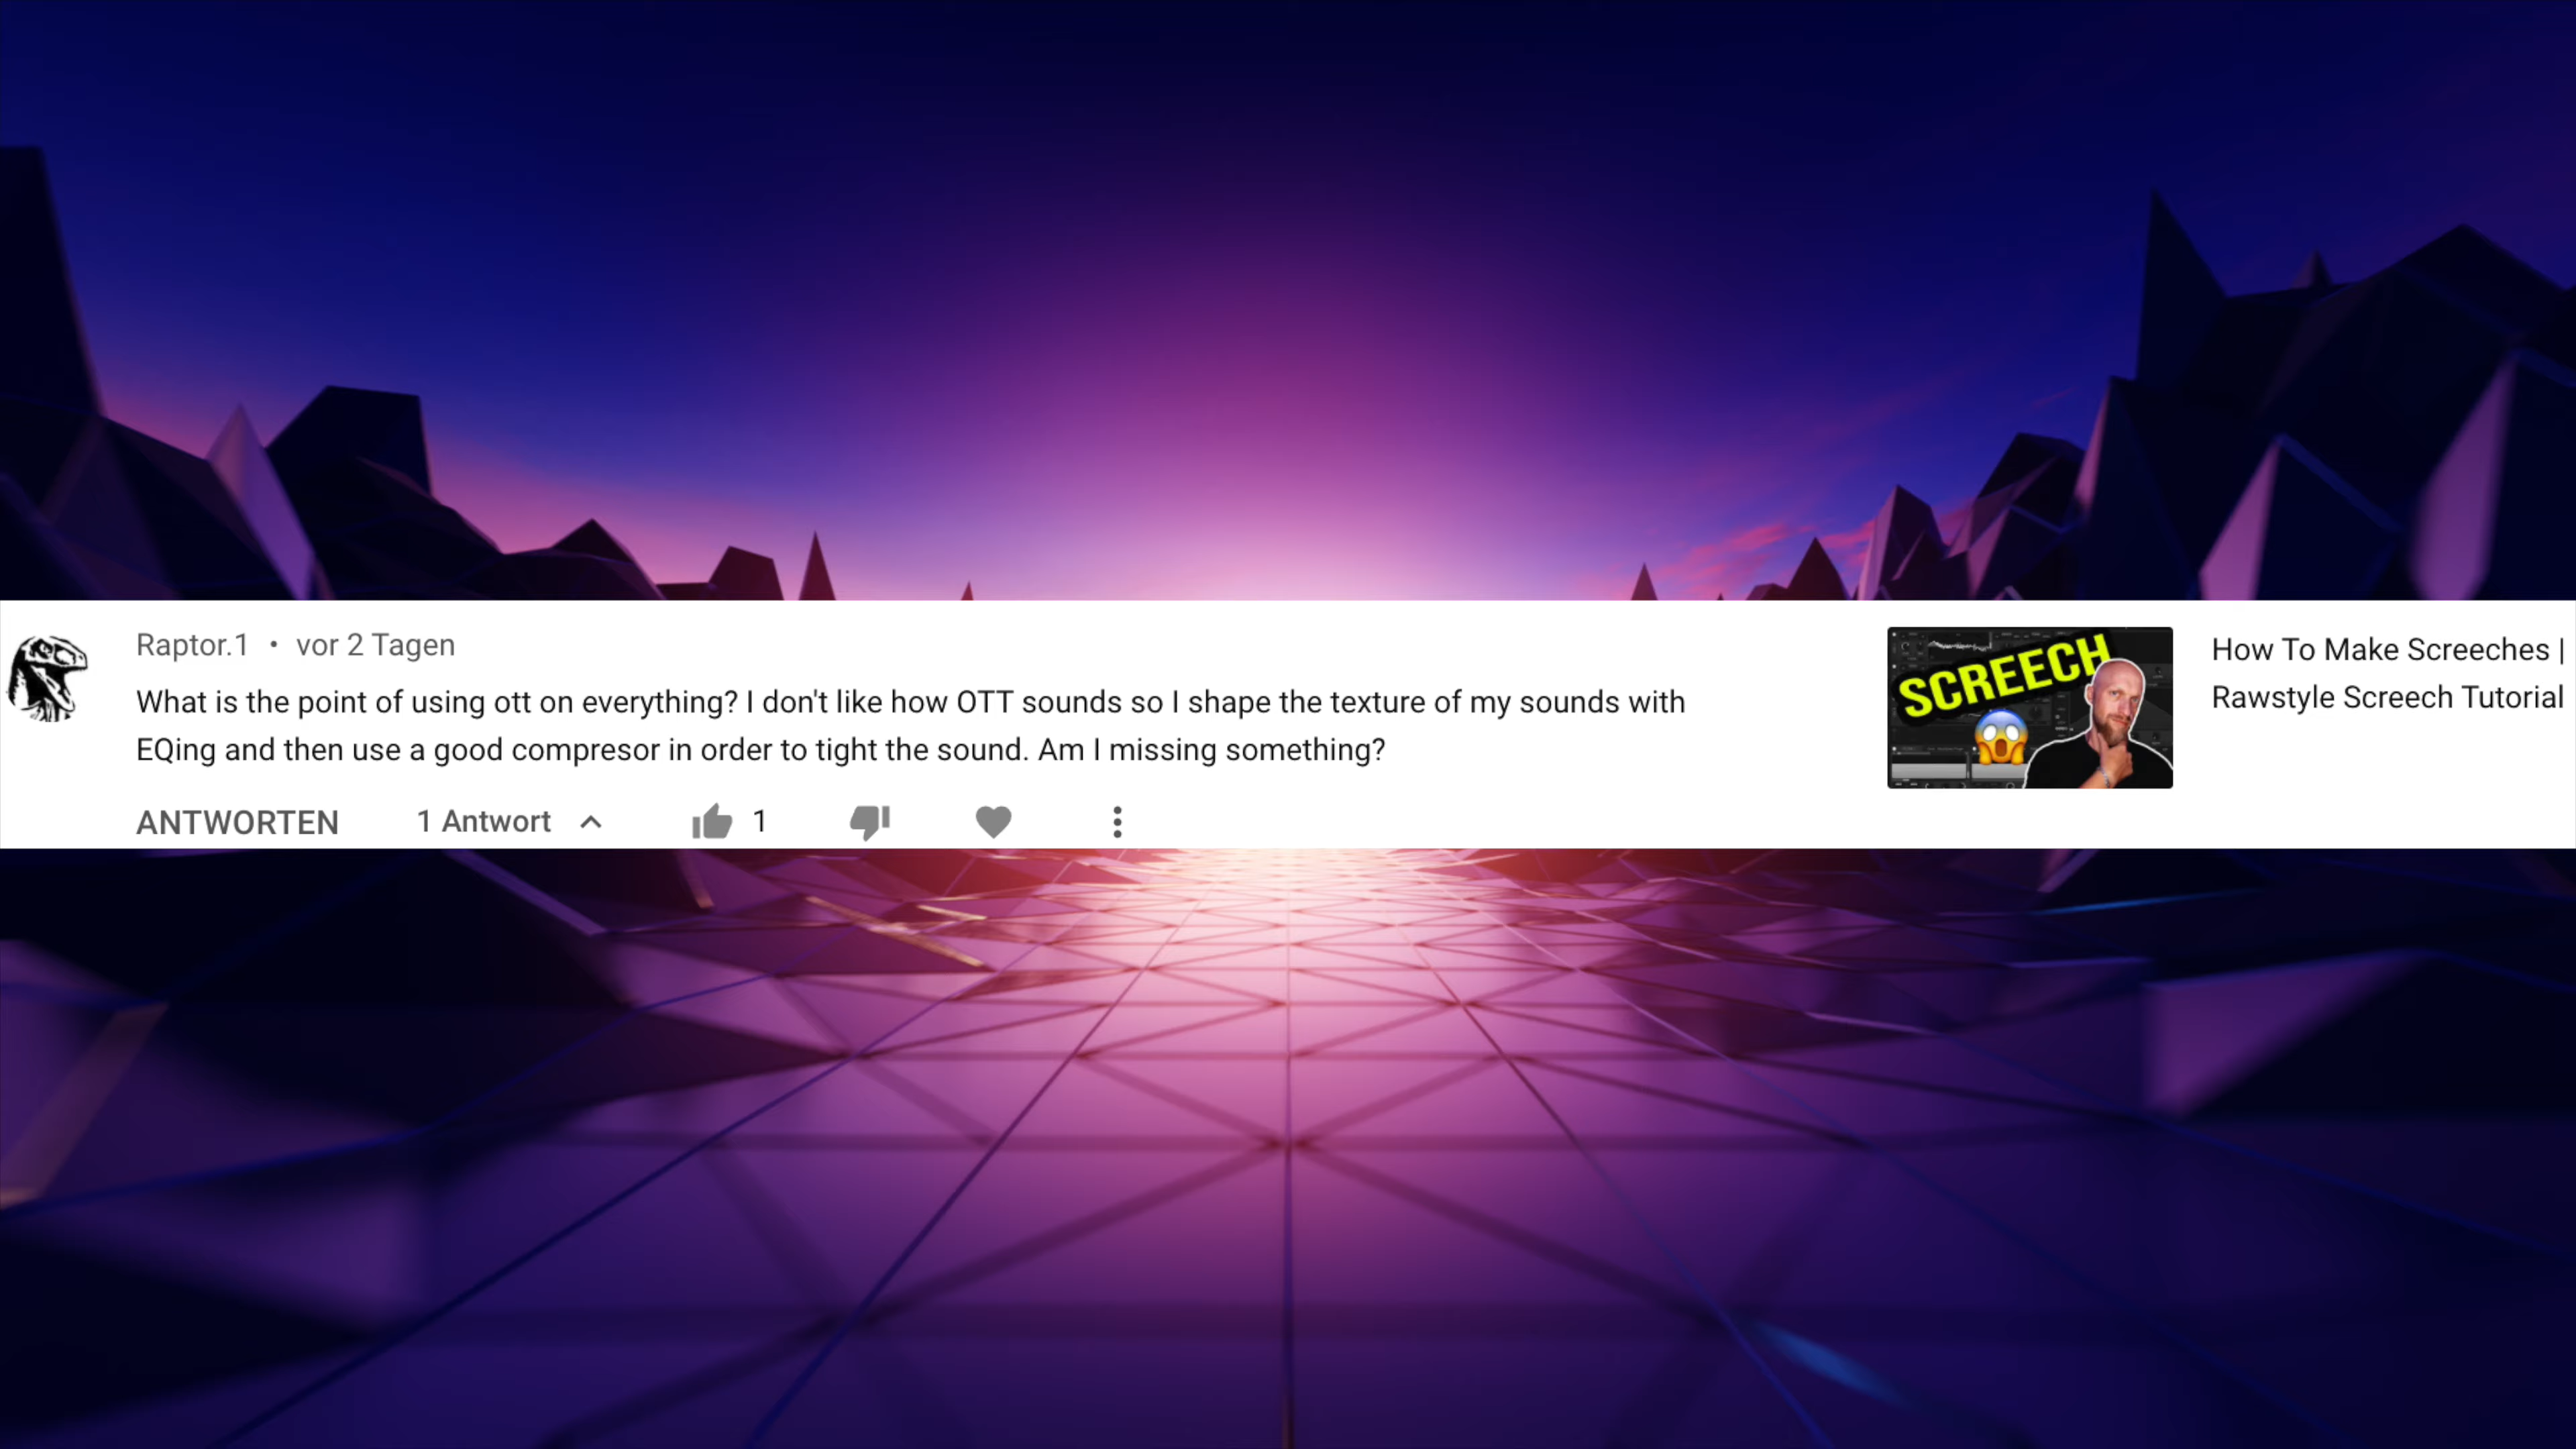 Raptor.1 • vor 2 Tagen
What is the point of using ott on everything? I don't like how OTT sounds so I shape the texture of my sounds with
EQing and then use a good compresor in order to tight the sound. Am I missing something?
ANTWORTEN 1 Antwort 1
SCREECH
How To Make Screeches |
Rawstyle Screech Tutorial